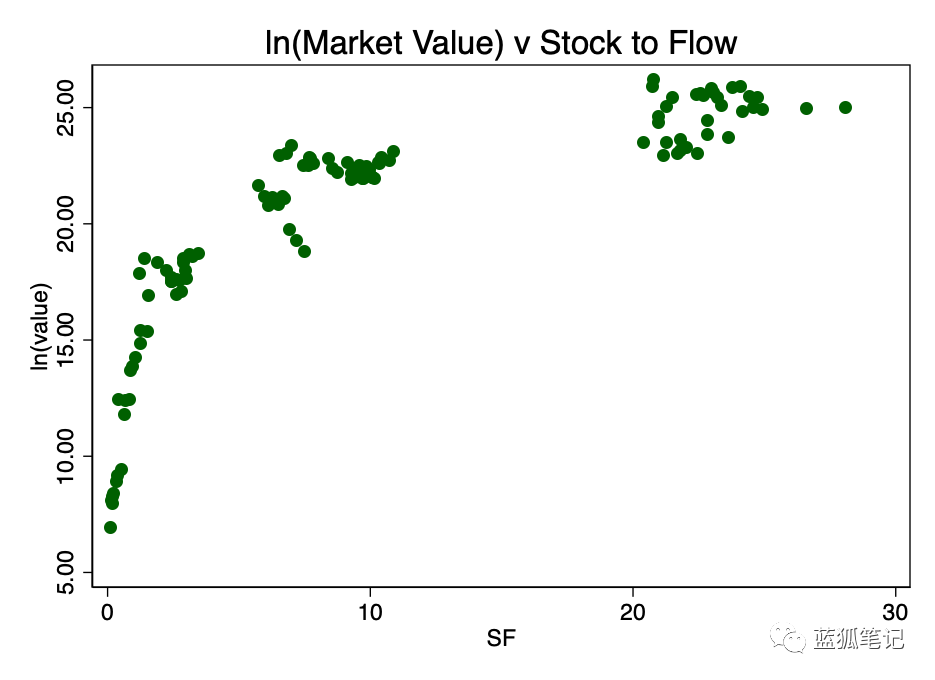 ln(Market Value) v Stock to Flow
ln(value)
25.00
20.00
15.00
10.00
5.00
0 10 20 30
SF
蓝狐笔记